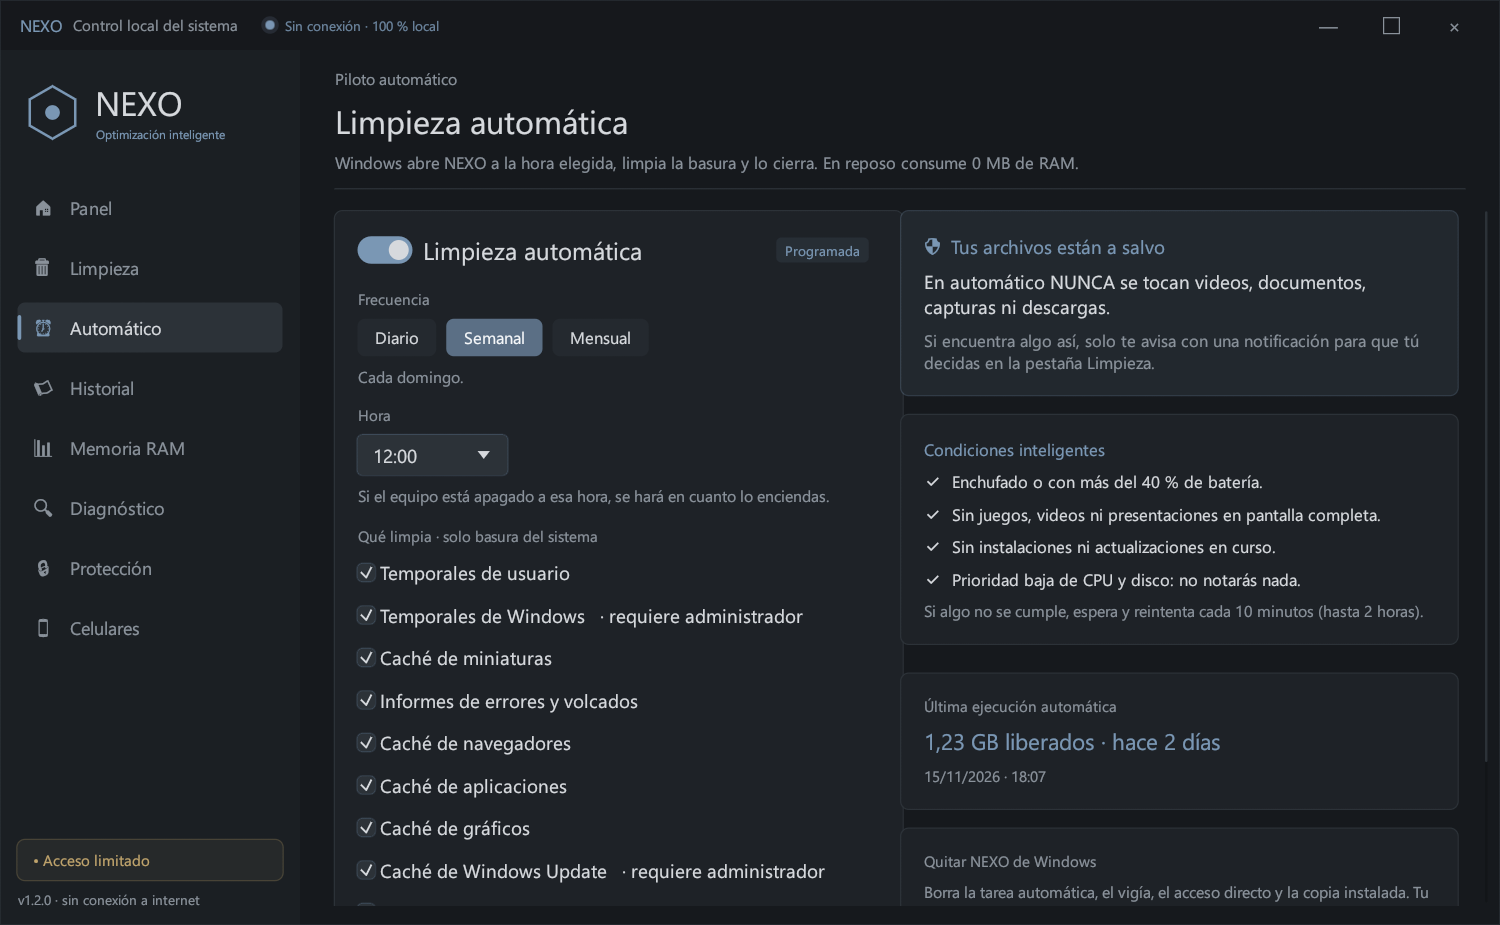 NEXO Control local del sistema Sin conexión · 100 % local
NEXO
Optimización inteligente
Panel
Limpieza
Automático
Historial
Memoria RAM
Diagnóstico
Protección
Celulares
• Acceso limitado
v1.2.0 · sin conexión a internet
Piloto automático
Limpieza automática
Windows abre NEXO a la hora elegida, limpia la basura y lo cierra. En reposo consume 0 MB de RAM.
Limpieza automática
Programada
Frecuencia
Diario Semanal Mensual
Cada domingo.
Hora
12:00
Si el equipo está apagado a esa hora, se hará en cuanto lo enciendas.
Qué limpia · solo basura del sistema
Temporales de usuario
Temporales de Windows · requiere administrador
Caché de miniaturas
Informes de errores y volcados
Caché de navegadores
Caché de aplicaciones
Caché de gráficos
Caché de Windows Update · requiere administrador
Tus archivos están a salvo
En automático NUNCA se tocan videos, documentos,
capturas ni descargas.
Si encuentra algo así, solo te avisa con una notificación para que tú
decidas en la pestaña Limpieza.
Condiciones inteligentes
Enchufado o con más del 40 % de batería.
Sin juegos, videos ni presentaciones en pantalla completa.
Sin instalaciones ni actualizaciones en curso.
Prioridad baja de CPU y disco: no notarás nada.
Si algo no se cumple, espera y reintenta cada 10 minutos (hasta 2 horas).
Última ejecución automática
1,23 GB liberados · hace 2 días
15/11/2026 · 18:07
Quitar NEXO de Windows
Borra la tarea automática, el vigía, el acceso directo y la copia instalada. Tu